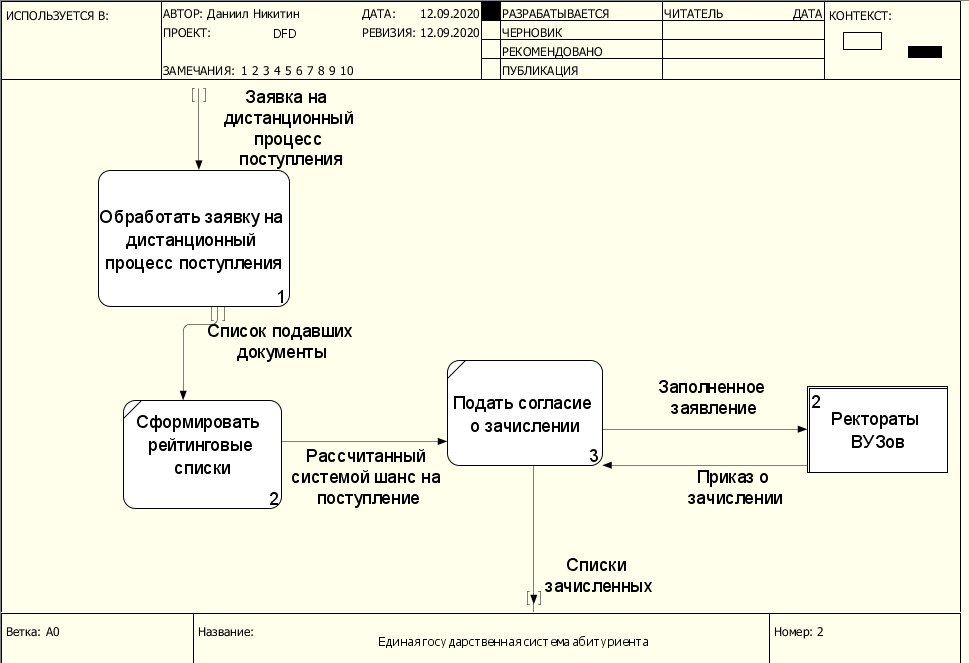 ИСПОЛЬЗУЕТСЯ В:
АВТОР: Даниил Никитин
ДАТА: 12.09.2020
ПРОЕКТ: DFD
РЕВИЗИЯ: 12.09.2020
ЗАМЕЧАНИЯ: 1 2 3 4 5 6 7 8 9 10
РАЗРАБАТЫВАЕТСЯ
ЧЕРНОВИК
РЕКОМЕНДОВАНО
ПУБЛИКАЦИЯ
ЧИТАТЕЛЬ
ДАТА
КОНТЕКСТ:
Заявка на
дистанционный
процесс
поступления
Обработать заявку на
дистанционный
процесс поступления
1
Список подавших
документы
Сформировать
рейтинговые
списки
2
Рассчитанный
системой шанс на
поступление
Подать согласие
о зачислении
3
Заполненное
заявление
2
Ректораты
ВУЗов
Приказ о
зачислении
Списки
зачисленных
Ветка: A0
Название:
Единая государственная система абитуриента
Номер: 2